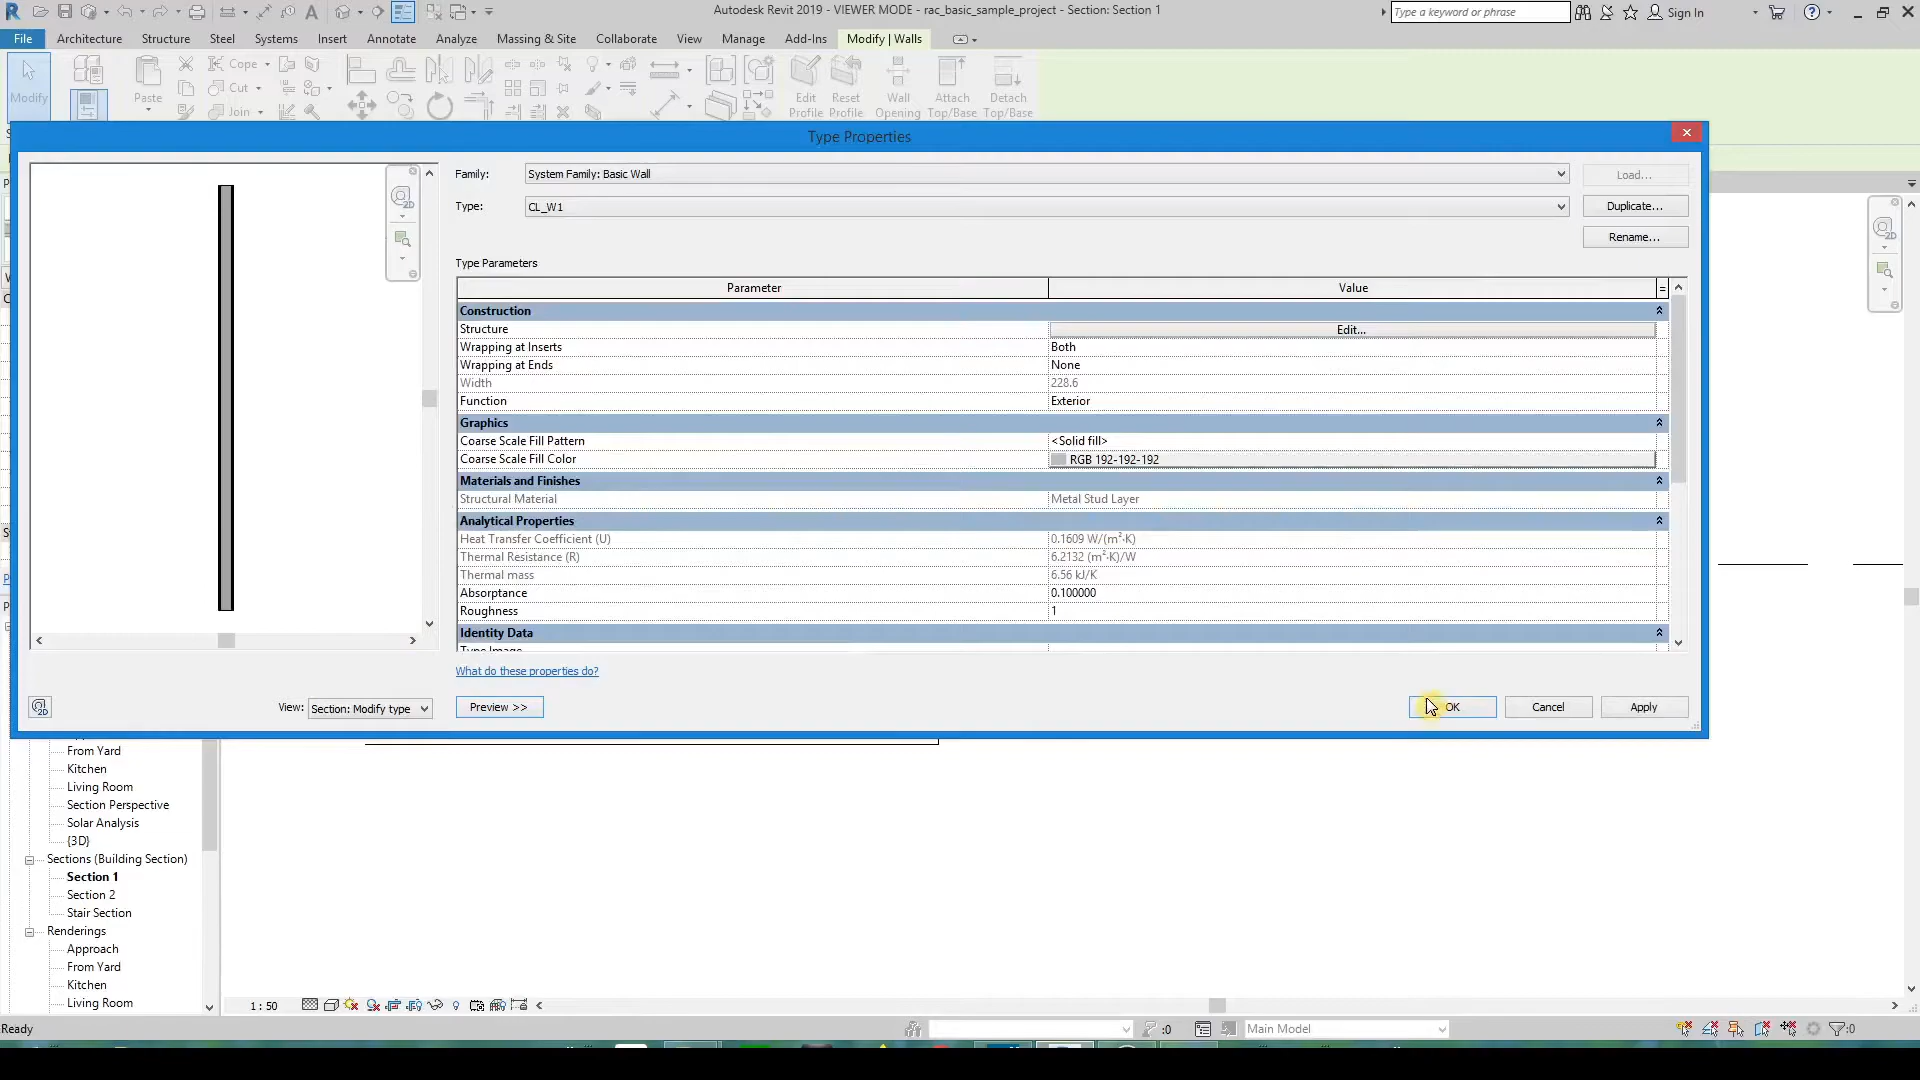 Autodesk Revit 2019 - VIEWER MODE - rac_basic_sample_project - Section: Section 1
Type a keyword or phrase
Sign In
File Architecture Structure Steel Systems Insert Annotate Analyze Massing & Site Collaborate View Manage Add-Ins Modify | Walls
Modify
Paste
Cope
Cut
Join
Edit Profile
Reset Profile
Wall Opening
Attach Top/Base
Detach Top/Base
Type Properties
Family: System Family: Basic Wall Load...
Type: CL_W1 Duplicate...
Rename...
Type Parameters
Parameter Value =
Construction
Structure Edit...
Wrapping at Inserts Both
Wrapping at Ends None
Width 228.6
Function Exterior
Graphics
Coarse Scale Fill Pattern <Solid fill>
Coarse Scale Fill Color RGB 192-192-192
Materials and Finishes
Structural Material Metal Stud Layer
Analytical Properties
Heat Transfer Coefficient (U) 0.1609 W/(m²·K)
Thermal Resistance (R) 6.2132 (m²·K)/W
Thermal mass 6.56 kJ/K
Absorptance 0.100000
Roughness 1
Identity Data
Type Image
What do these properties do?
View: Section: Modify type Preview >> OK Cancel Apply
From Yard
Kitchen
Living Room
Section Perspective
Solar Analysis
{3D}
Sections (Building Section)
Section 1
Section 2
Stair Section
Renderings
Approach
From Yard
Kitchen
Living Room
1 : 50
Ready :0 Main Model :0